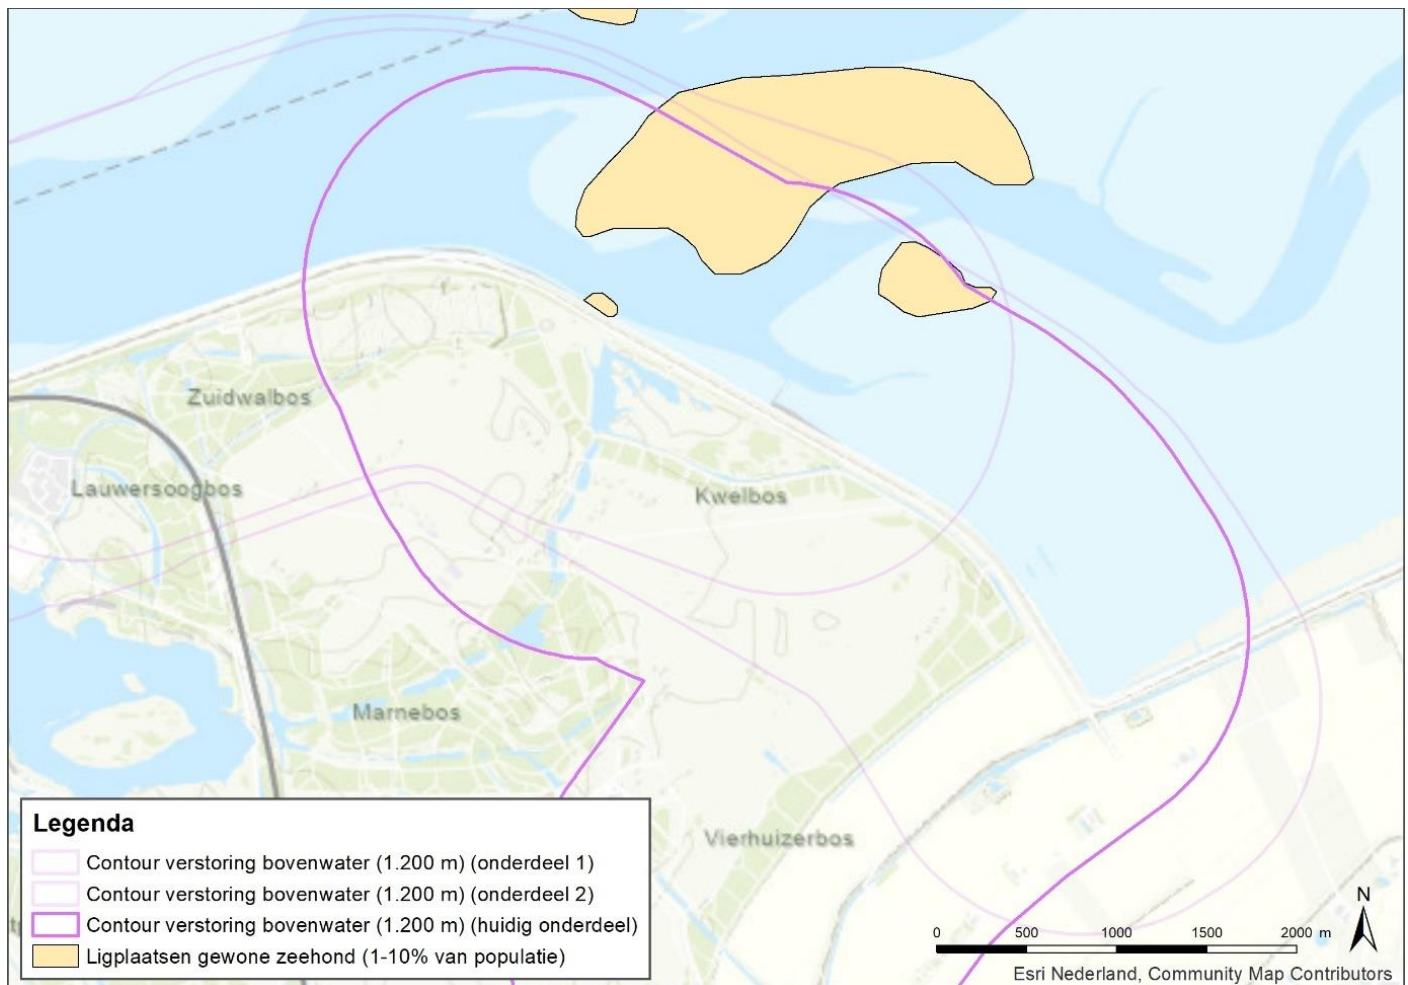 Zuidwalbos
Lauwersoogbos
Kwelbos
Marnebos
Vierhuizerbos
Legenda
Contour verstoring bovenwater (1.200 m) (onderdeel 1)
Contour verstoring bovenwater (1.200 m) (onderdeel 2)
Contour verstoring bovenwater (1.200 m) (huidig onderdeel)
Ligplaatsen gewone zeehond (1-10% van populatie)
N
0 500 1000 1500 2000 m
Esri Nederland, Community Map Contributors